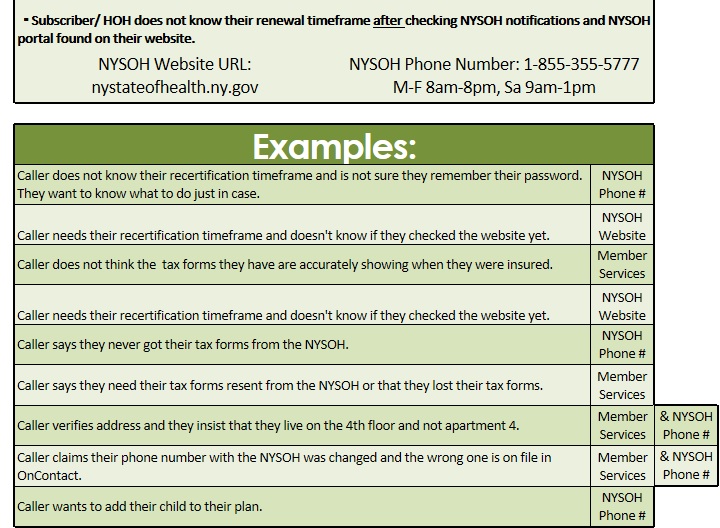 ▪ Subscriber/ HOH does not know their renewal timeframe after checking NYSOH notifications and NYSOH
portal found on their website.
NYSOH Website URL:
nystateofhealth.ny.gov
NYSOH Phone Number: 1-855-355-5777
M-F 8am-8pm, Sa 9am-1pm
Examples:
Caller does not know their recertification timeframe and is not sure they remember their password.
They want to know what to do just in case.
NYSOH
Phone #
Caller needs their recertification timeframe and doesn't know if they checked the website yet.
NYSOH
Website
Caller does not think the  tax forms they have are accurately showing when they were insured.
Member
Services
Caller needs their recertification timeframe and doesn't know if they checked the website yet.
NYSOH
Website
Caller says they never got their tax forms from the NYSOH.
NYSOH
Phone #
Caller says they need their tax forms resent from the NYSOH or that they lost their tax forms.
Member
Services
Caller verifies address and they insist that they live on the 4th floor and not apartment 4.
Member
Services
& NYSOH
Phone #
Caller claims their phone number with the NYSOH was changed and the wrong one is on file in
OnContact.
Member
Services
& NYSOH
Phone #
Caller wants to add their child to their plan.
NYSOH
Phone #